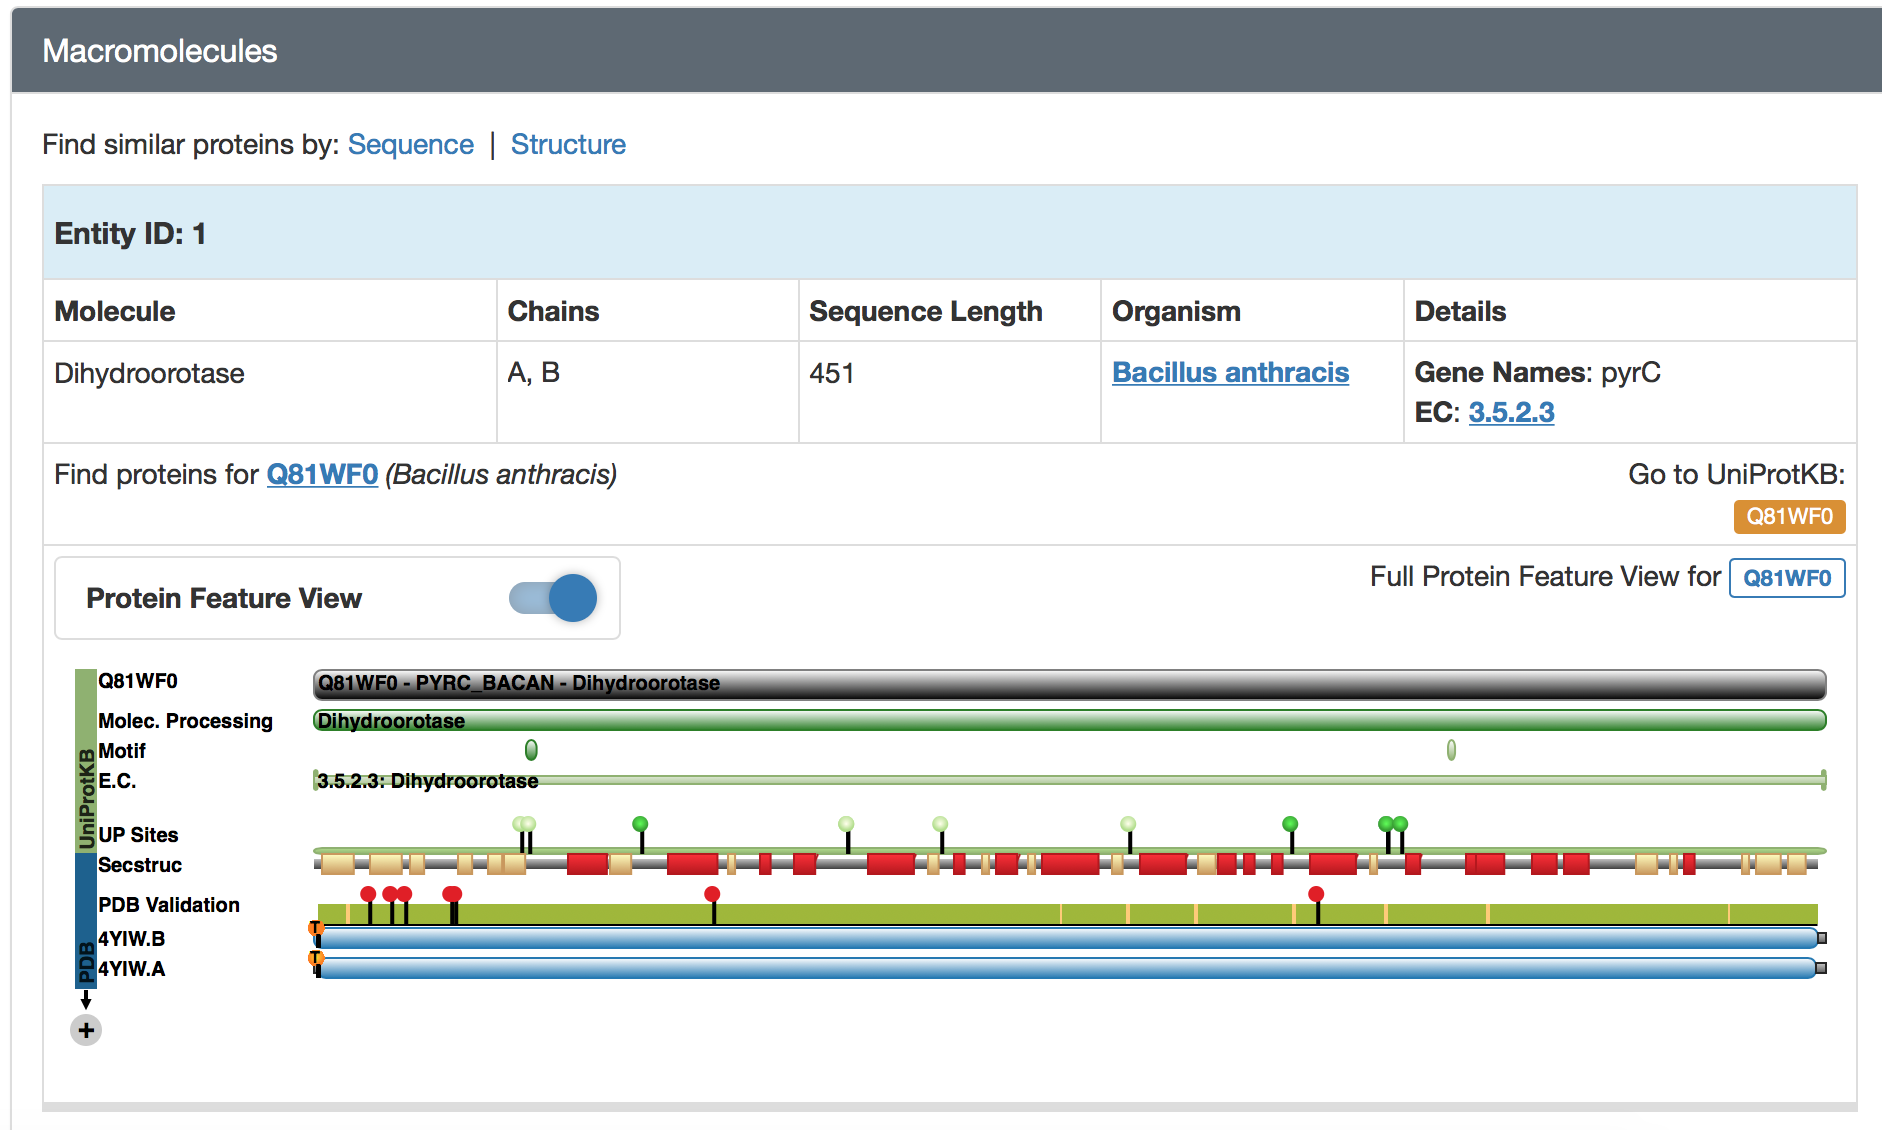 Macromolecules
Find similar proteins by: Sequence | Structure
Entity ID: 1
Molecule Chains Sequence Length Organism Details
Dihydroorotase A, B 451 Bacillus anthracis Gene Names: pyrC
EC: 3.5.2.3
Find proteins for Q81WF0 (Bacillus anthracis) Go to UniProtKB:
Q81WF0
Protein Feature View Full Protein Feature View for Q81WF0
UniProtKB
Q81WF0 Q81WF0 - PYRC_BACAN - Dihydroorotase
Molec. Processing Dihydroorotase
Motif
E.C. 3.5.2.3: Dihydroorotase
UP Sites
PDB
Secstruc
PDB Validation
4YIW.B T
4YIW.A T
+